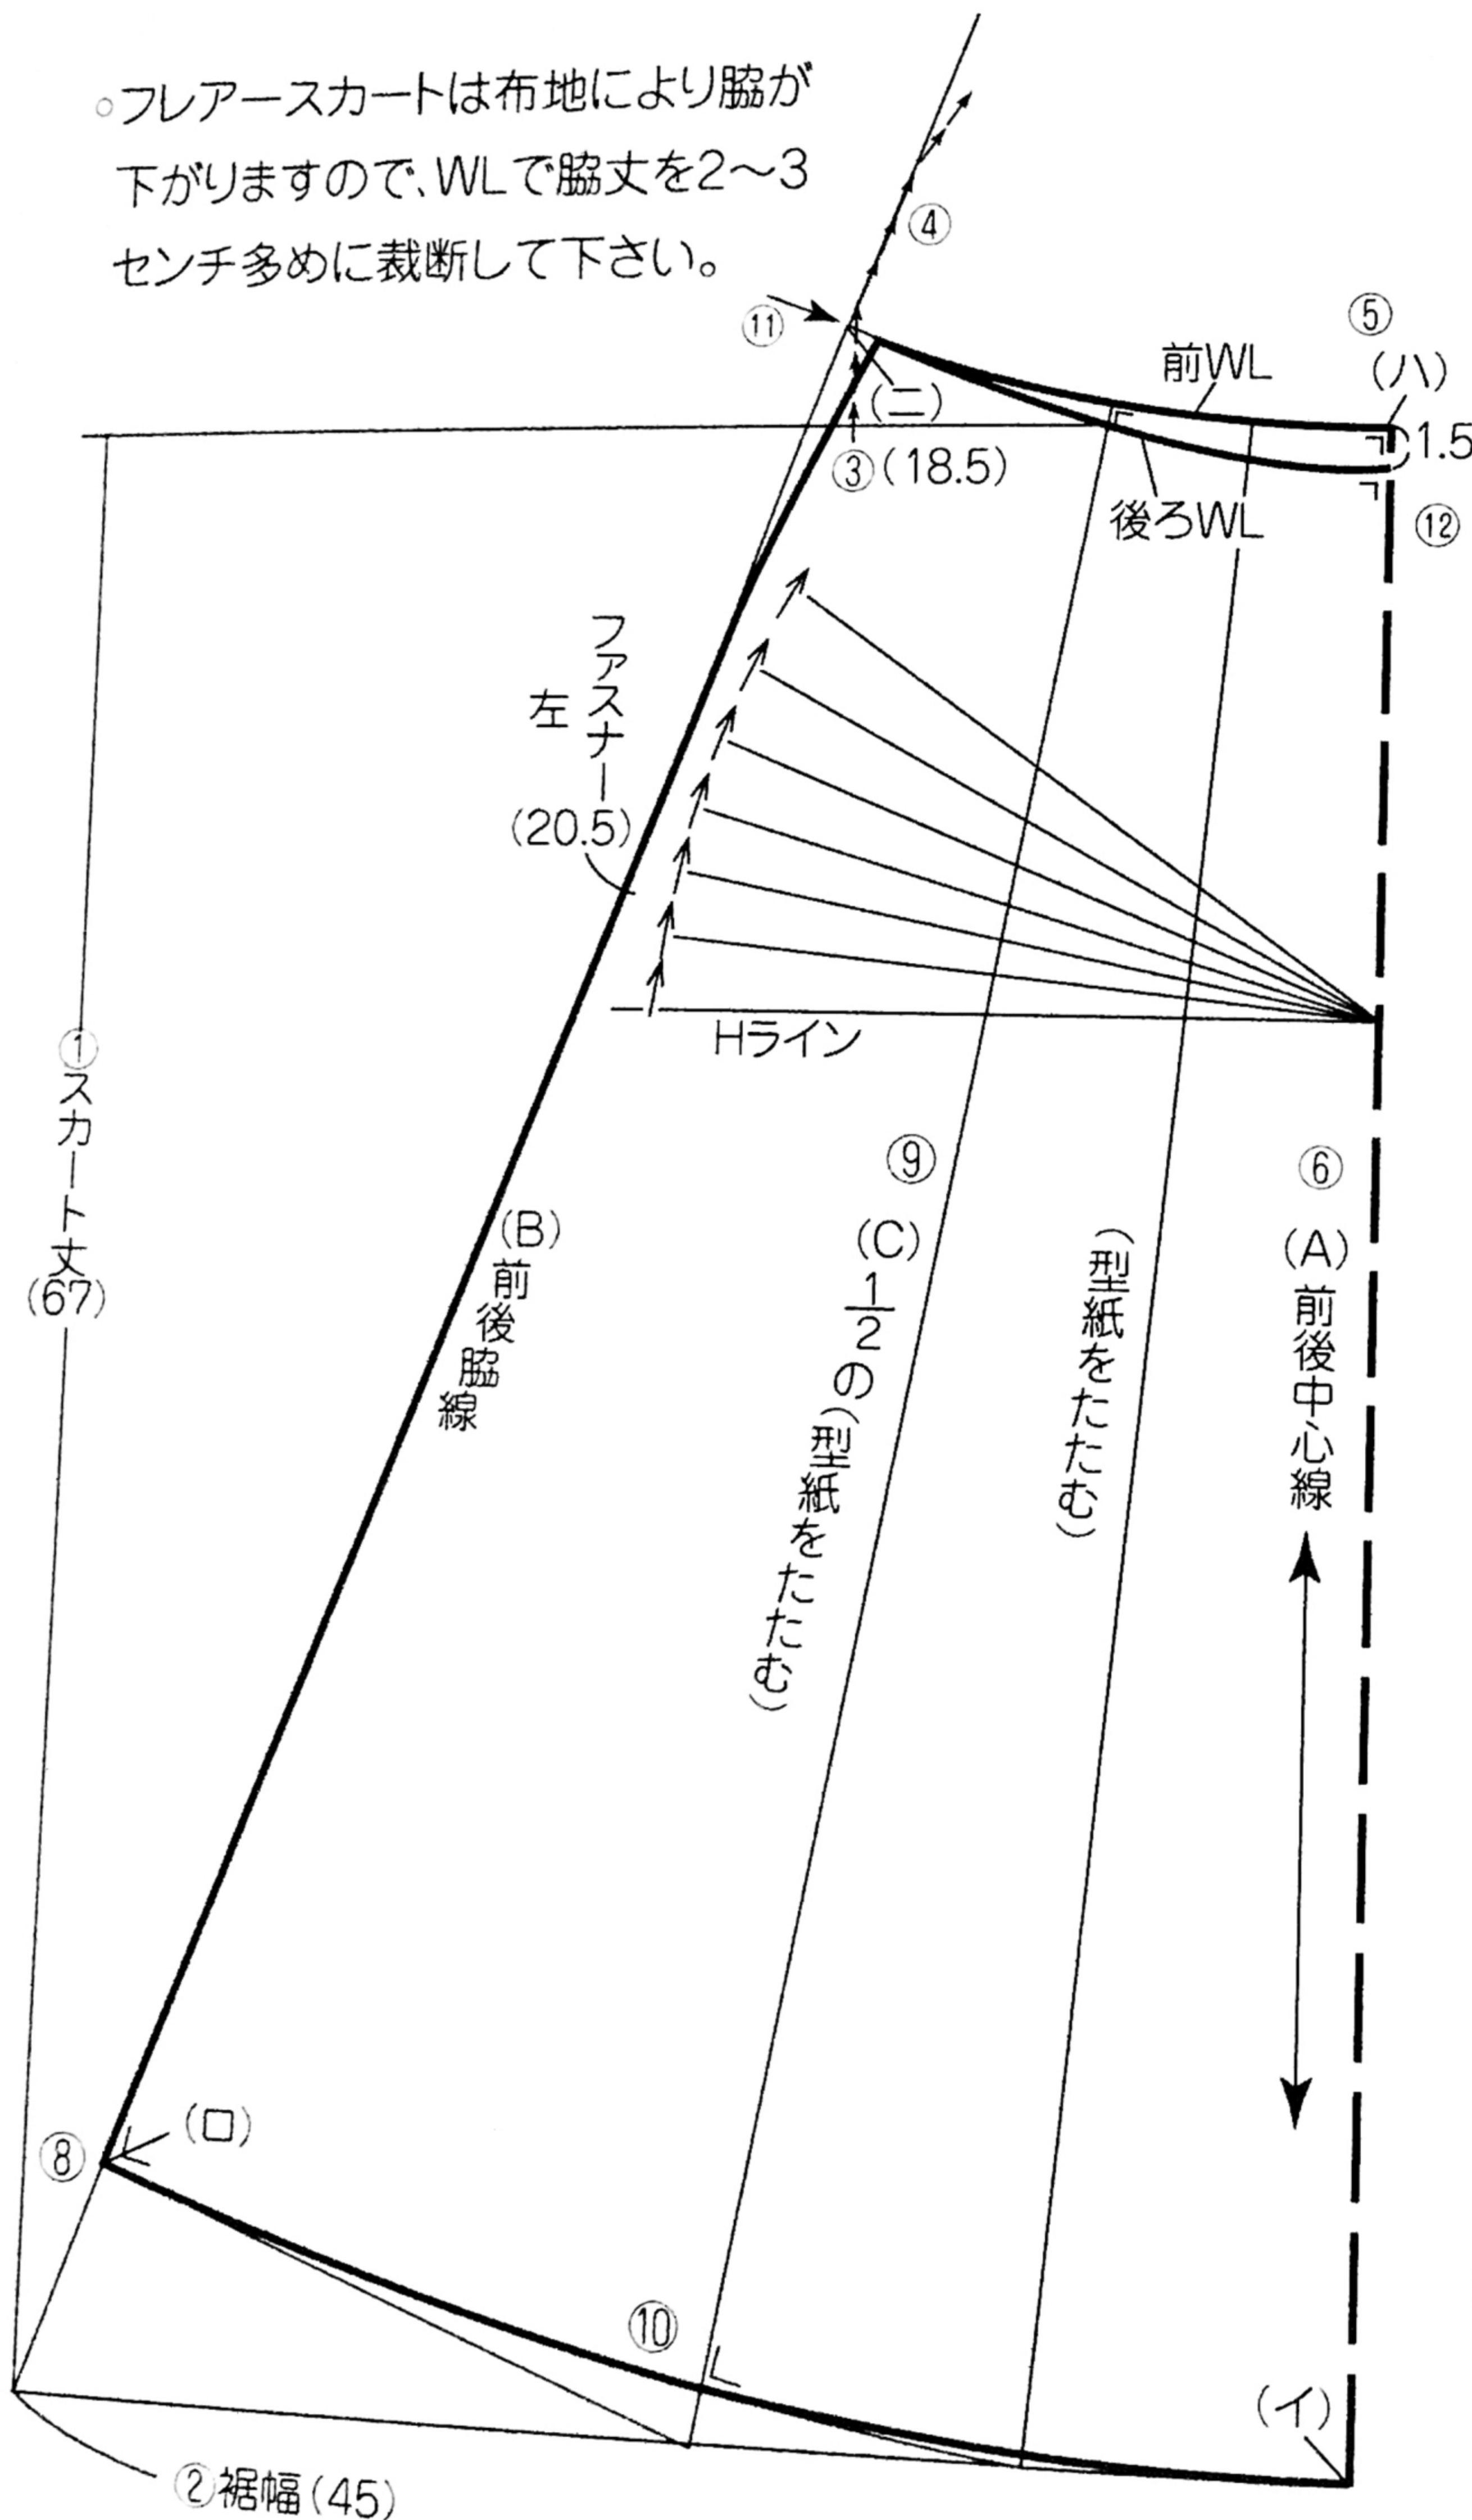 。フレアースカートは布地により脇が
下がりますので、WLで脇丈を2〜3
センチ多めに裁断して下さい。
④
⑪
⑤
前WL
(ハ)
(ニ)
1.5
③(18.5)
後ろWL
⑫
ファスナー
左
(20.5)
Hライン
①スカート丈
(67)
(B)前後脇線
⑨
(C)1/2の(型紙をたたむ)
(型紙をたたむ)
⑥
(A)前後中心線
⑧
(ロ)
⑩
(イ)
②裾幅(45)